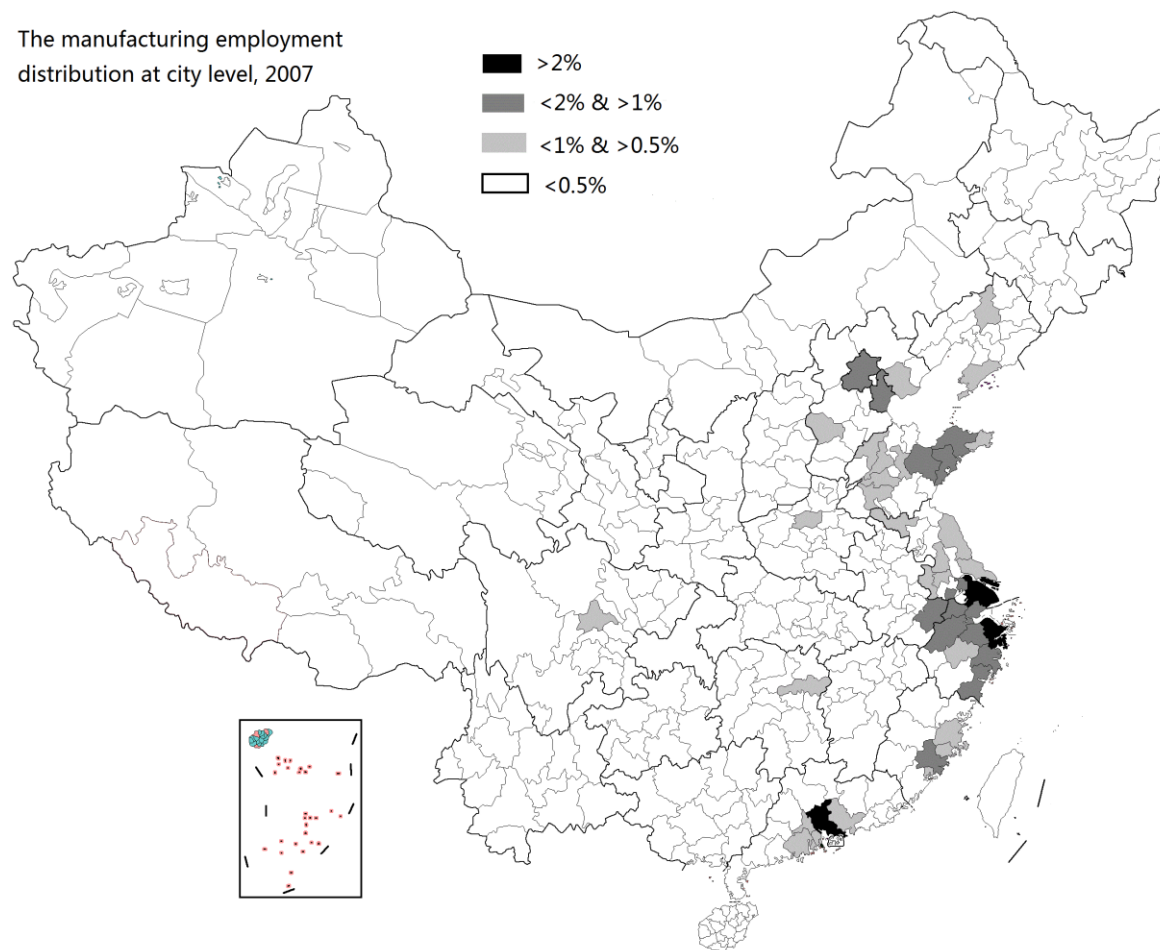 The manufacturing employment
distribution at city level, 2007
>2%
<2% & >1%
<1% & >0.5%
<0.5%